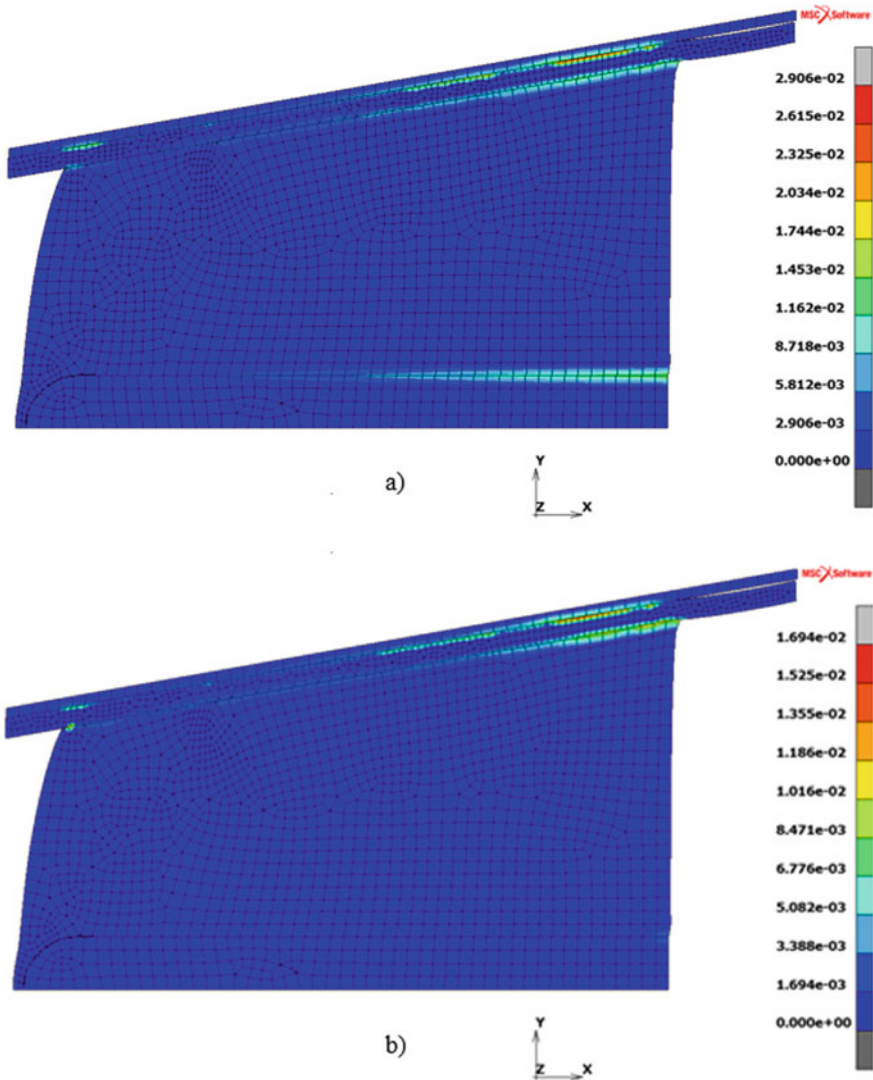 MSC Software
2.906e-02
2.615e-02
2.325e-02
2.034e-02
1.744e-02
1.453e-02
1.162e-02
8.718e-03
5.812e-03
2.906e-03
0.000e+00
a)
Y
Z X
MSC Software
1.694e-02
1.525e-02
1.355e-02
1.186e-02
1.016e-02
8.471e-03
6.776e-03
5.082e-03
3.388e-03
1.694e-03
0.000e+00
b)
Y
Z X